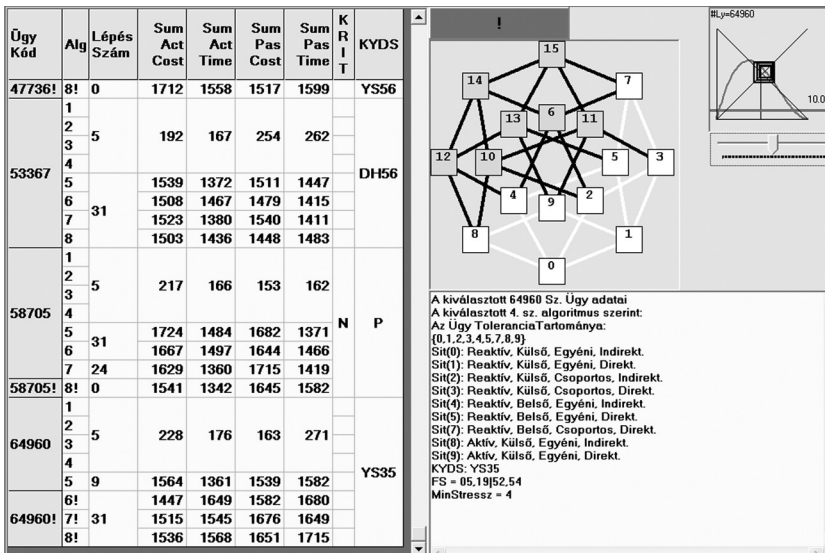 Ügy Kód | Alg | Lépés Szám | Sum Act Cost | Sum Act Time | Sum Pas Cost | Sum Pas Time | KRIT | KYDS
47736! | 8! | 0 | 1712 | 1558 | 1517 | 1599 | YS56
53367 | 1 2 3 4 | 5 | 192 | 167 | 254 | 262 | DH56
5 | 31 | 1539 | 1372 | 1511 | 1447
6 | 1508 | 1467 | 1479 | 1415
7 | 1523 | 1380 | 1540 | 1411
8 | 1503 | 1436 | 1448 | 1483
58705 | 1 2 3 4 | 5 | 217 | 166 | 153 | 162 | N | P
5 | 31 | 1724 | 1484 | 1682 | 1371
6 | 1667 | 1497 | 1644 | 1466
7 | 24 | 1629 | 1360 | 1715 | 1419
58705! | 8! | 0 | 1541 | 1342 | 1645 | 1582
64960 | 1 2 3 4 | 5 | 228 | 176 | 163 | 271 | YS35
5 | 9 | 1564 | 1361 | 1539 | 1582
64960! | 6! | 31 | 1447 | 1649 | 1582 | 1680
7! | 1515 | 1545 | 1676 | 1649
8! | 1536 | 1568 | 1651 | 1715
!
15
14 7
13 6 11
12 10 5 3
4 9 2
8 1
0
#Ly=64960
10.0
A kiválasztott 64960 Sz. Ügy adatai
A kiválasztott 4. sz. algoritmus szerint:
Az Ügy ToleranciaTartománya:
{0,1,2,3,4,5,7,8,9}
Sit(0): Reaktív, Külső, Egyéni, Indirekt.
Sit(1): Reaktív, Külső, Egyéni, Direkt.
Sit(2): Reaktív, Külső, Csoportos, Indirekt.
Sit(3): Reaktív, Külső, Csoportos, Direkt.
Sit(4): Reaktív, Belső, Egyéni, Indirekt.
Sit(5): Reaktív, Belső, Egyéni, Direkt.
Sit(7): Reaktív, Belső, Csoportos, Direkt.
Sit(8): Aktív, Külső, Egyéni, Indirekt.
Sit(9): Aktív, Külső, Egyéni, Direkt.
KYDS: YS35
FS = 05,19|52,54
MinStressz = 4